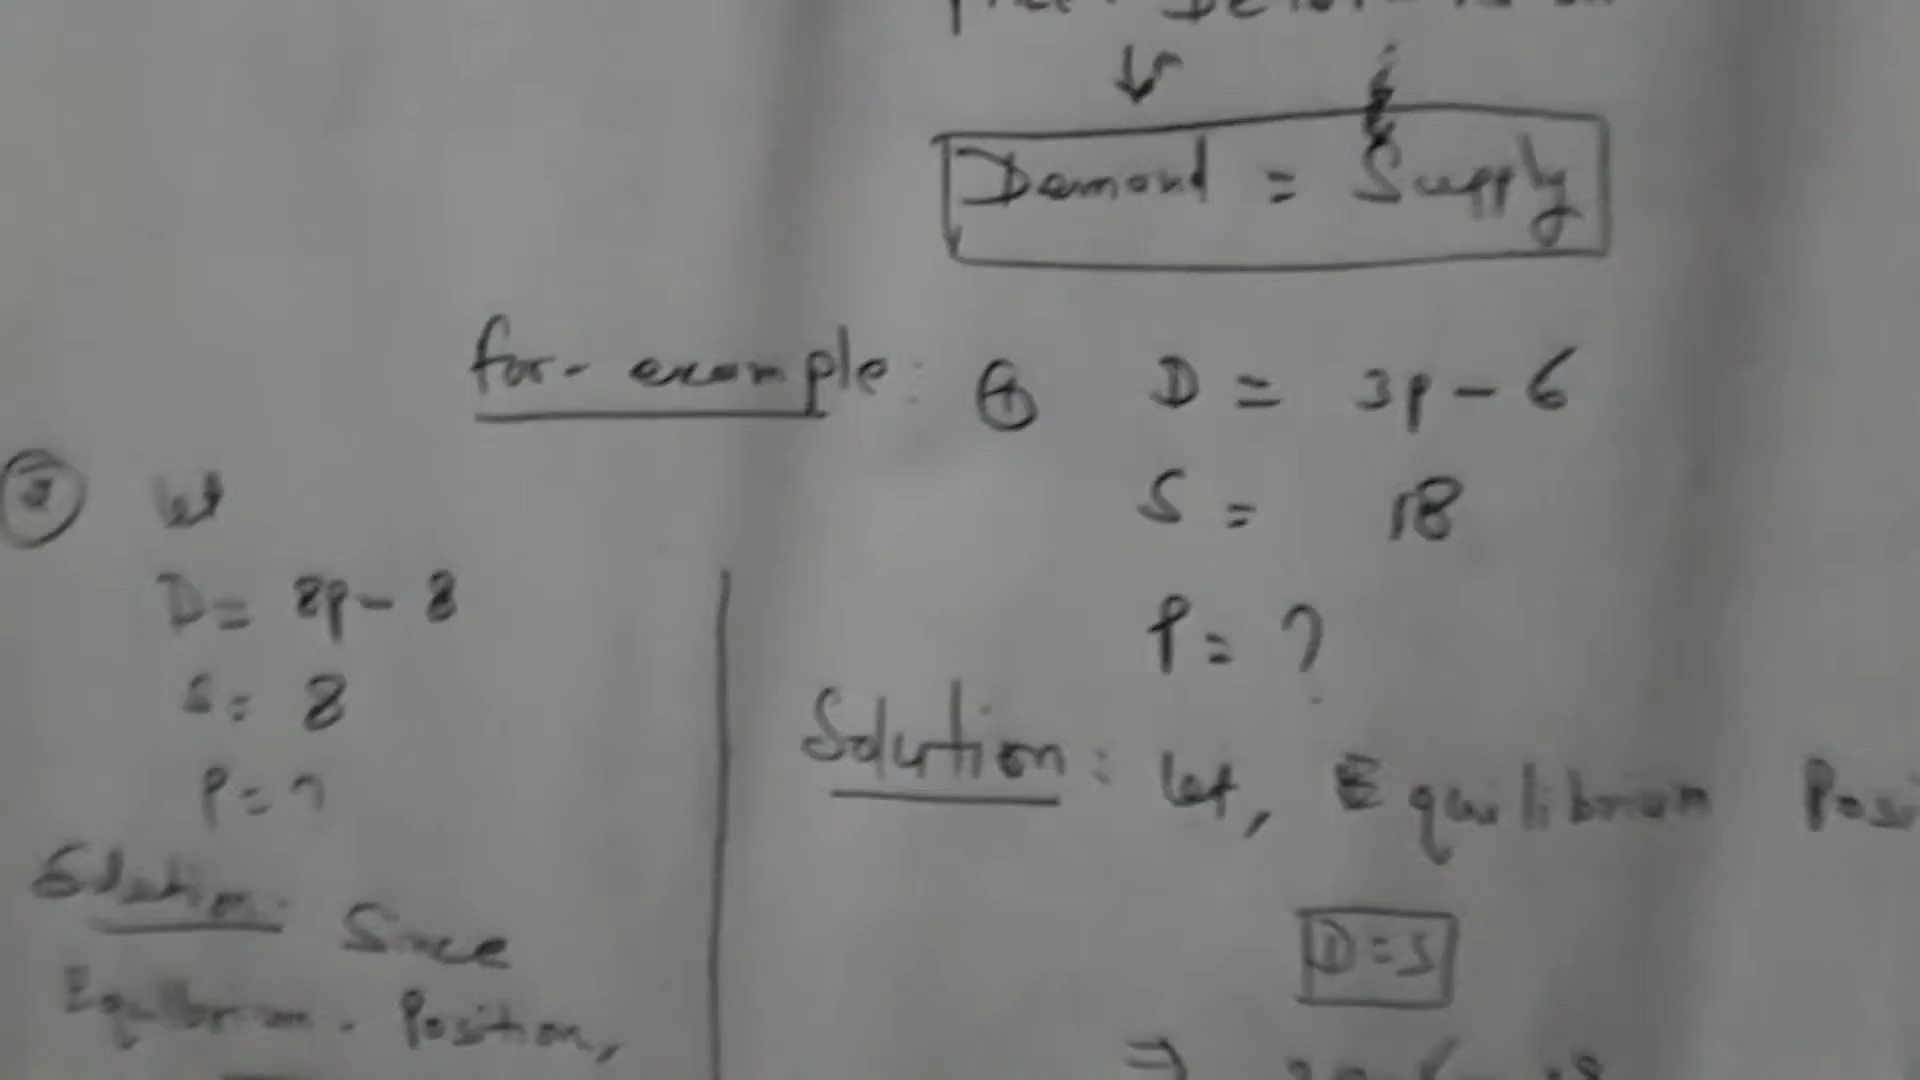 Demand = Supply
for- example: ① D = 3p - 6
S = 18
P = ?
Solution: let, Equilibrium
D = S
② let
D = 8p - 8
S = 8
P = ?
Solution: Since
Equilibrium. Position,